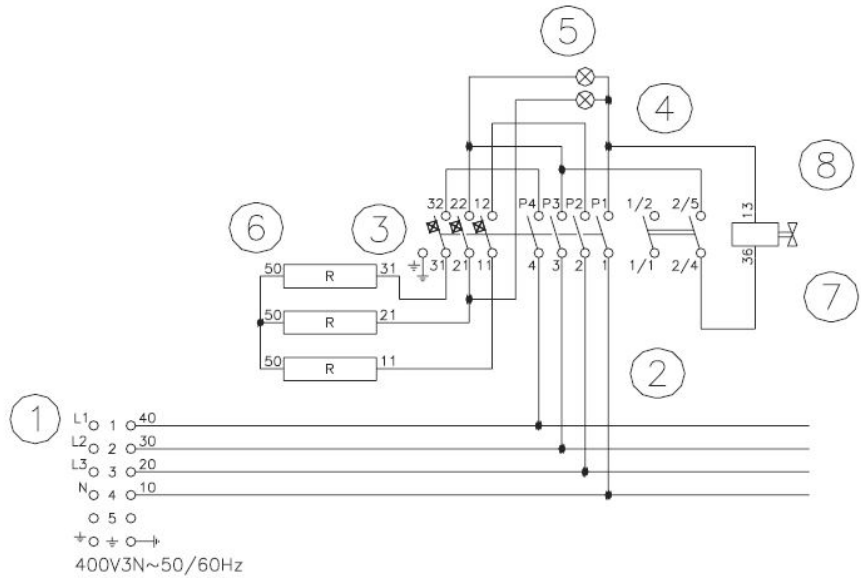 5
4
8
32 22 12 P4 P3 P2 P1 1/2 2/5 13
6 3
31 21 11 4 3 2 1 1/1 2/4 36
50 R 31
7
50 R 21
50 R 11
2
1
L1 1 40
L2 2 30
L3 3 20
N 4 10
5
400V3N~50/60Hz